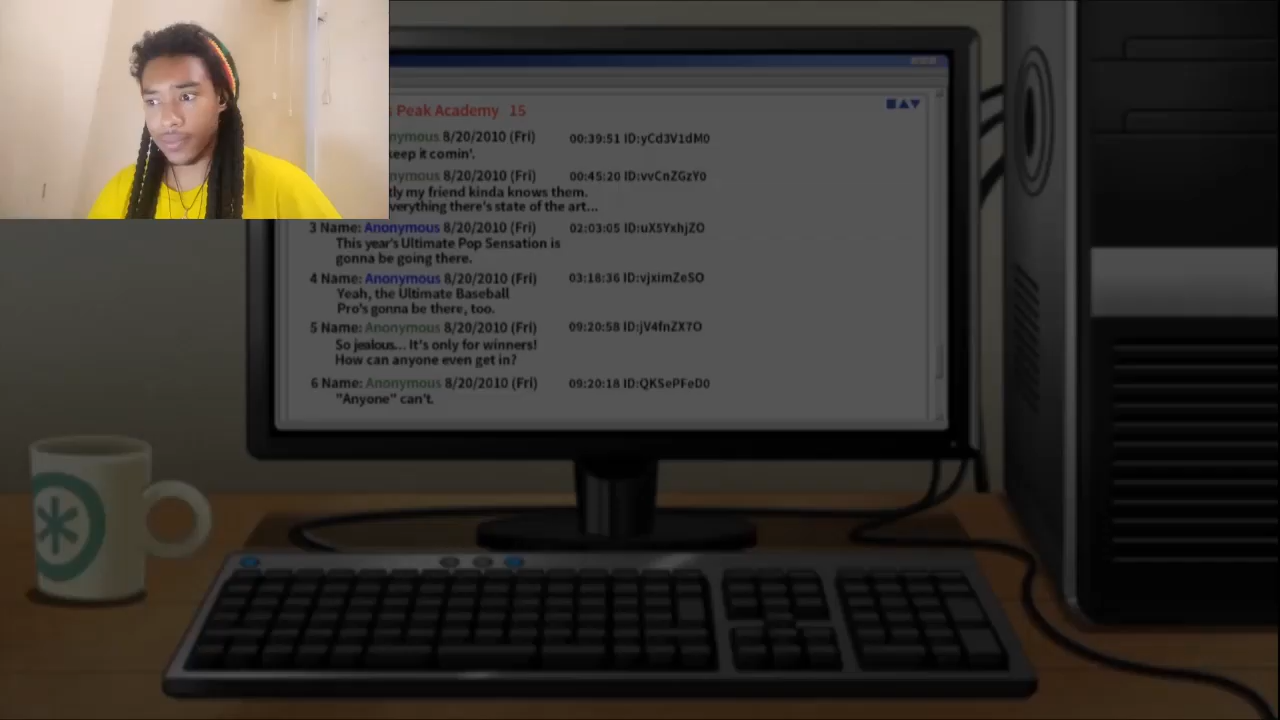 Peak Academy 15
nymous 8/20/2010 (Fri) 00:39:51 ID:yCd3V1dM0
keep it comin'.
nymous 8/20/2010 (Fri) 00:45:20 ID:vvCnZGzY0
tly my friend kinda knows them.
verything there's state of the art...
3 Name: Anonymous 8/20/2010 (Fri) 02:03:05 ID:uX5YxhjZO
This year's Ultimate Pop Sensation is
gonna be going there.
4 Name: Anonymous 8/20/2010 (Fri) 03:18:36 ID:vjximZeSO
Yeah, the Ultimate Baseball
Pro's gonna be there, too.
5 Name: Anonymous 8/20/2010 (Fri) 09:20:58 ID:jV4fnZX7O
So jealous... It's only for winners!
How can anyone even get in?
6 Name: Anonymous 8/20/2010 (Fri) 09:20:18 ID:QKSePFeD0
"Anyone" can't.